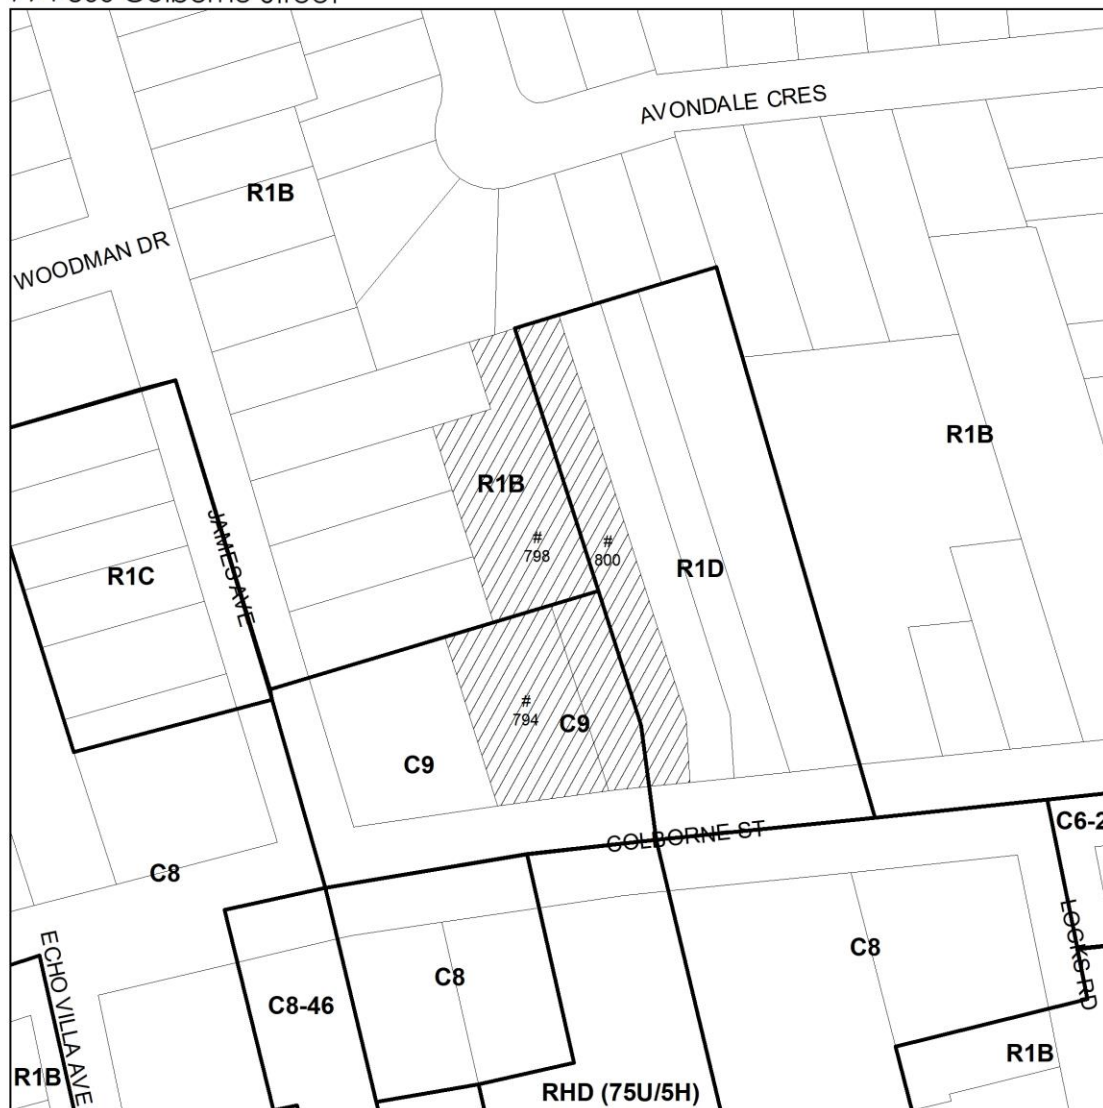 AVONDALE CRES
R1B
WOODMAN DR
R1B
R1B
#
798
#
800
JAMES AVE
R1C
R1D
#
794
C9
C9
COLBORNE ST
C6-2
C8
LOCKS RD
ECHO VILLA AVE
C8
C8
C8-46
R1B
R1B
RHD (75U/5H)